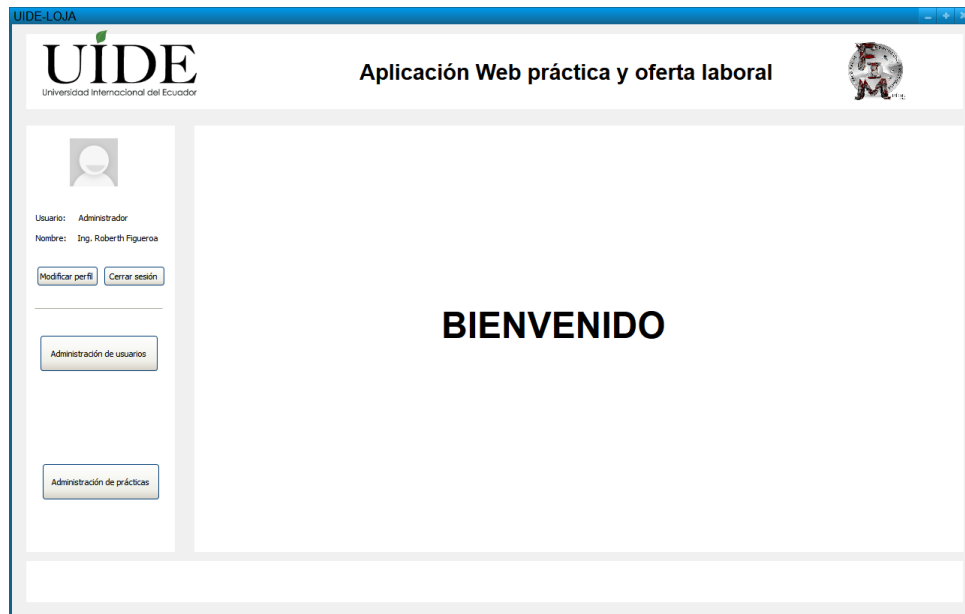 UIDE-LOJA
UÍDE
Universidad Internacional del Ecuador
Aplicación Web práctica y oferta laboral
Usuario: Administrador
Nombre: Ing. Roberth Figueroa
Modificar perfil Cerrar sesión
BIENVENIDO
Administración de usuarios
Administración de prácticas